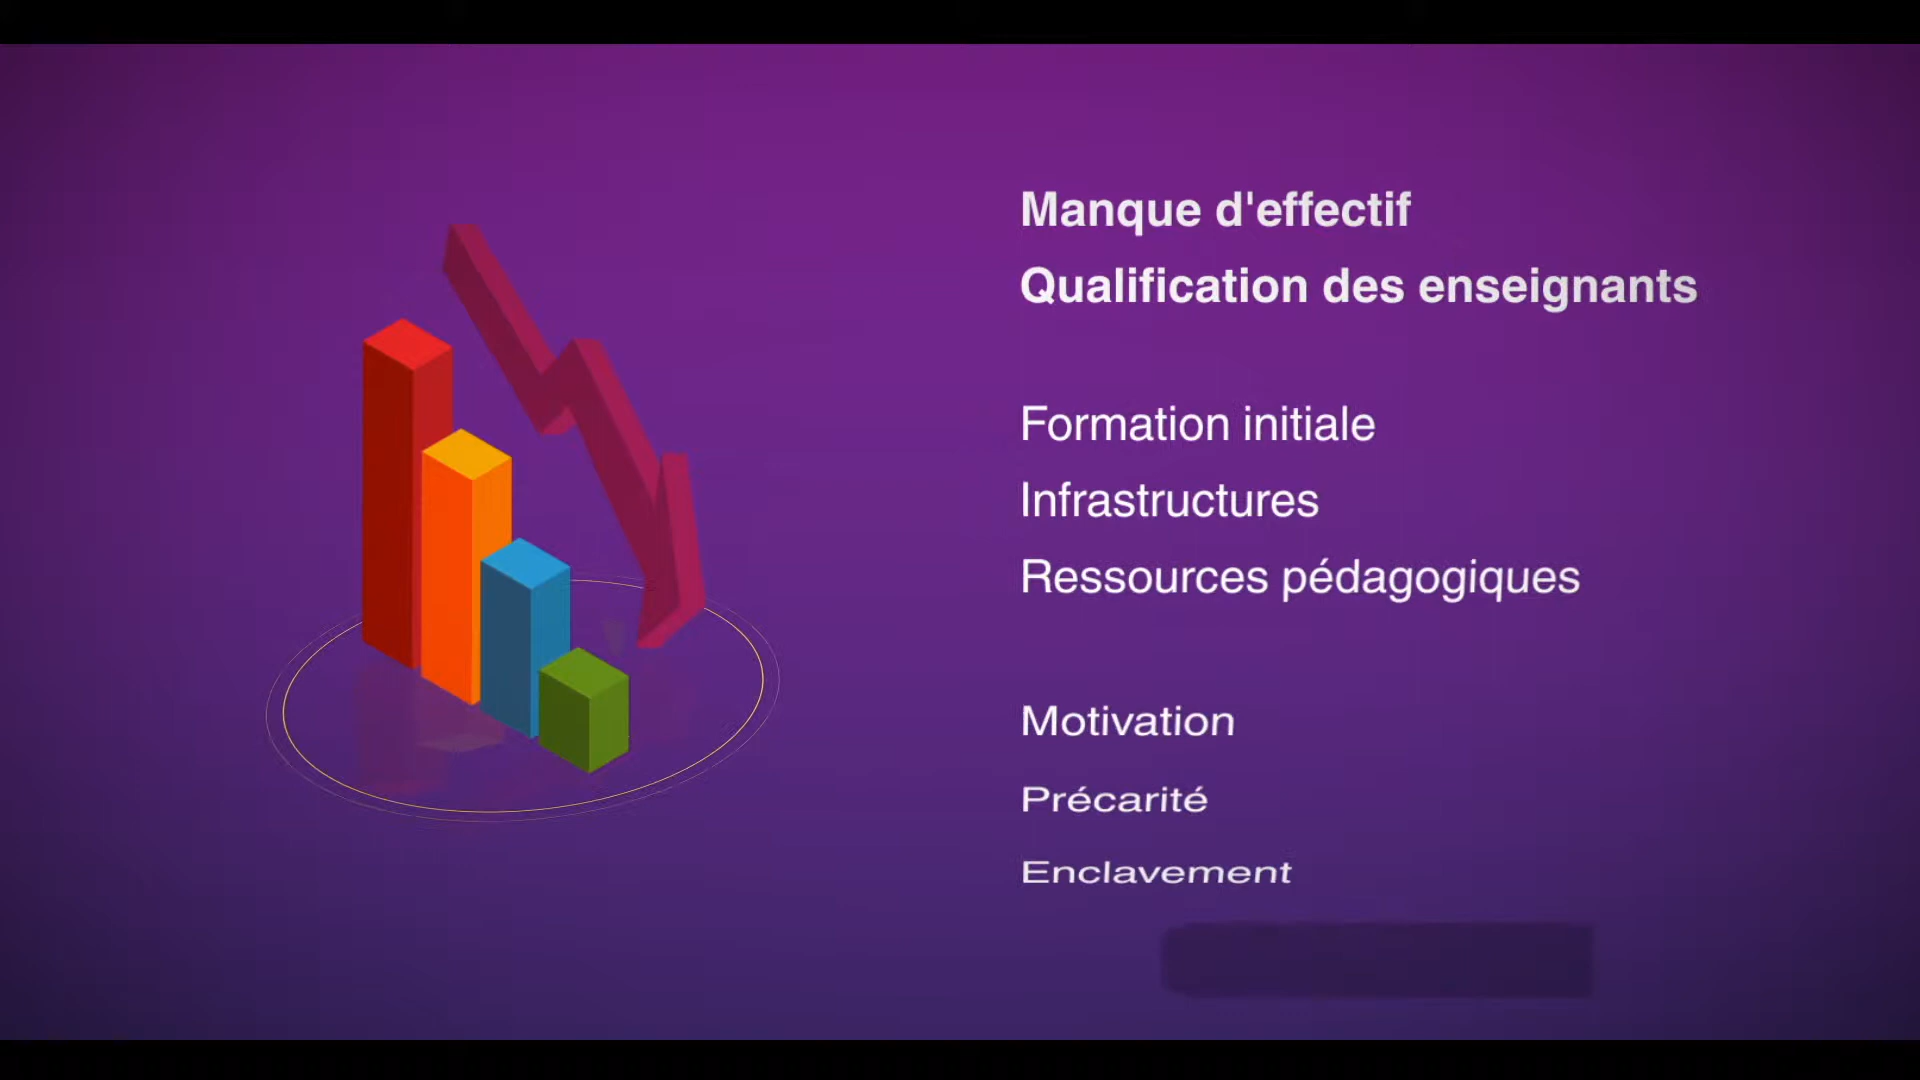 Manque d'effectif
Qualification des enseignants
Formation initiale
Infrastructures
Ressources pédagogiques
Motivation
Précarité
Enclavement